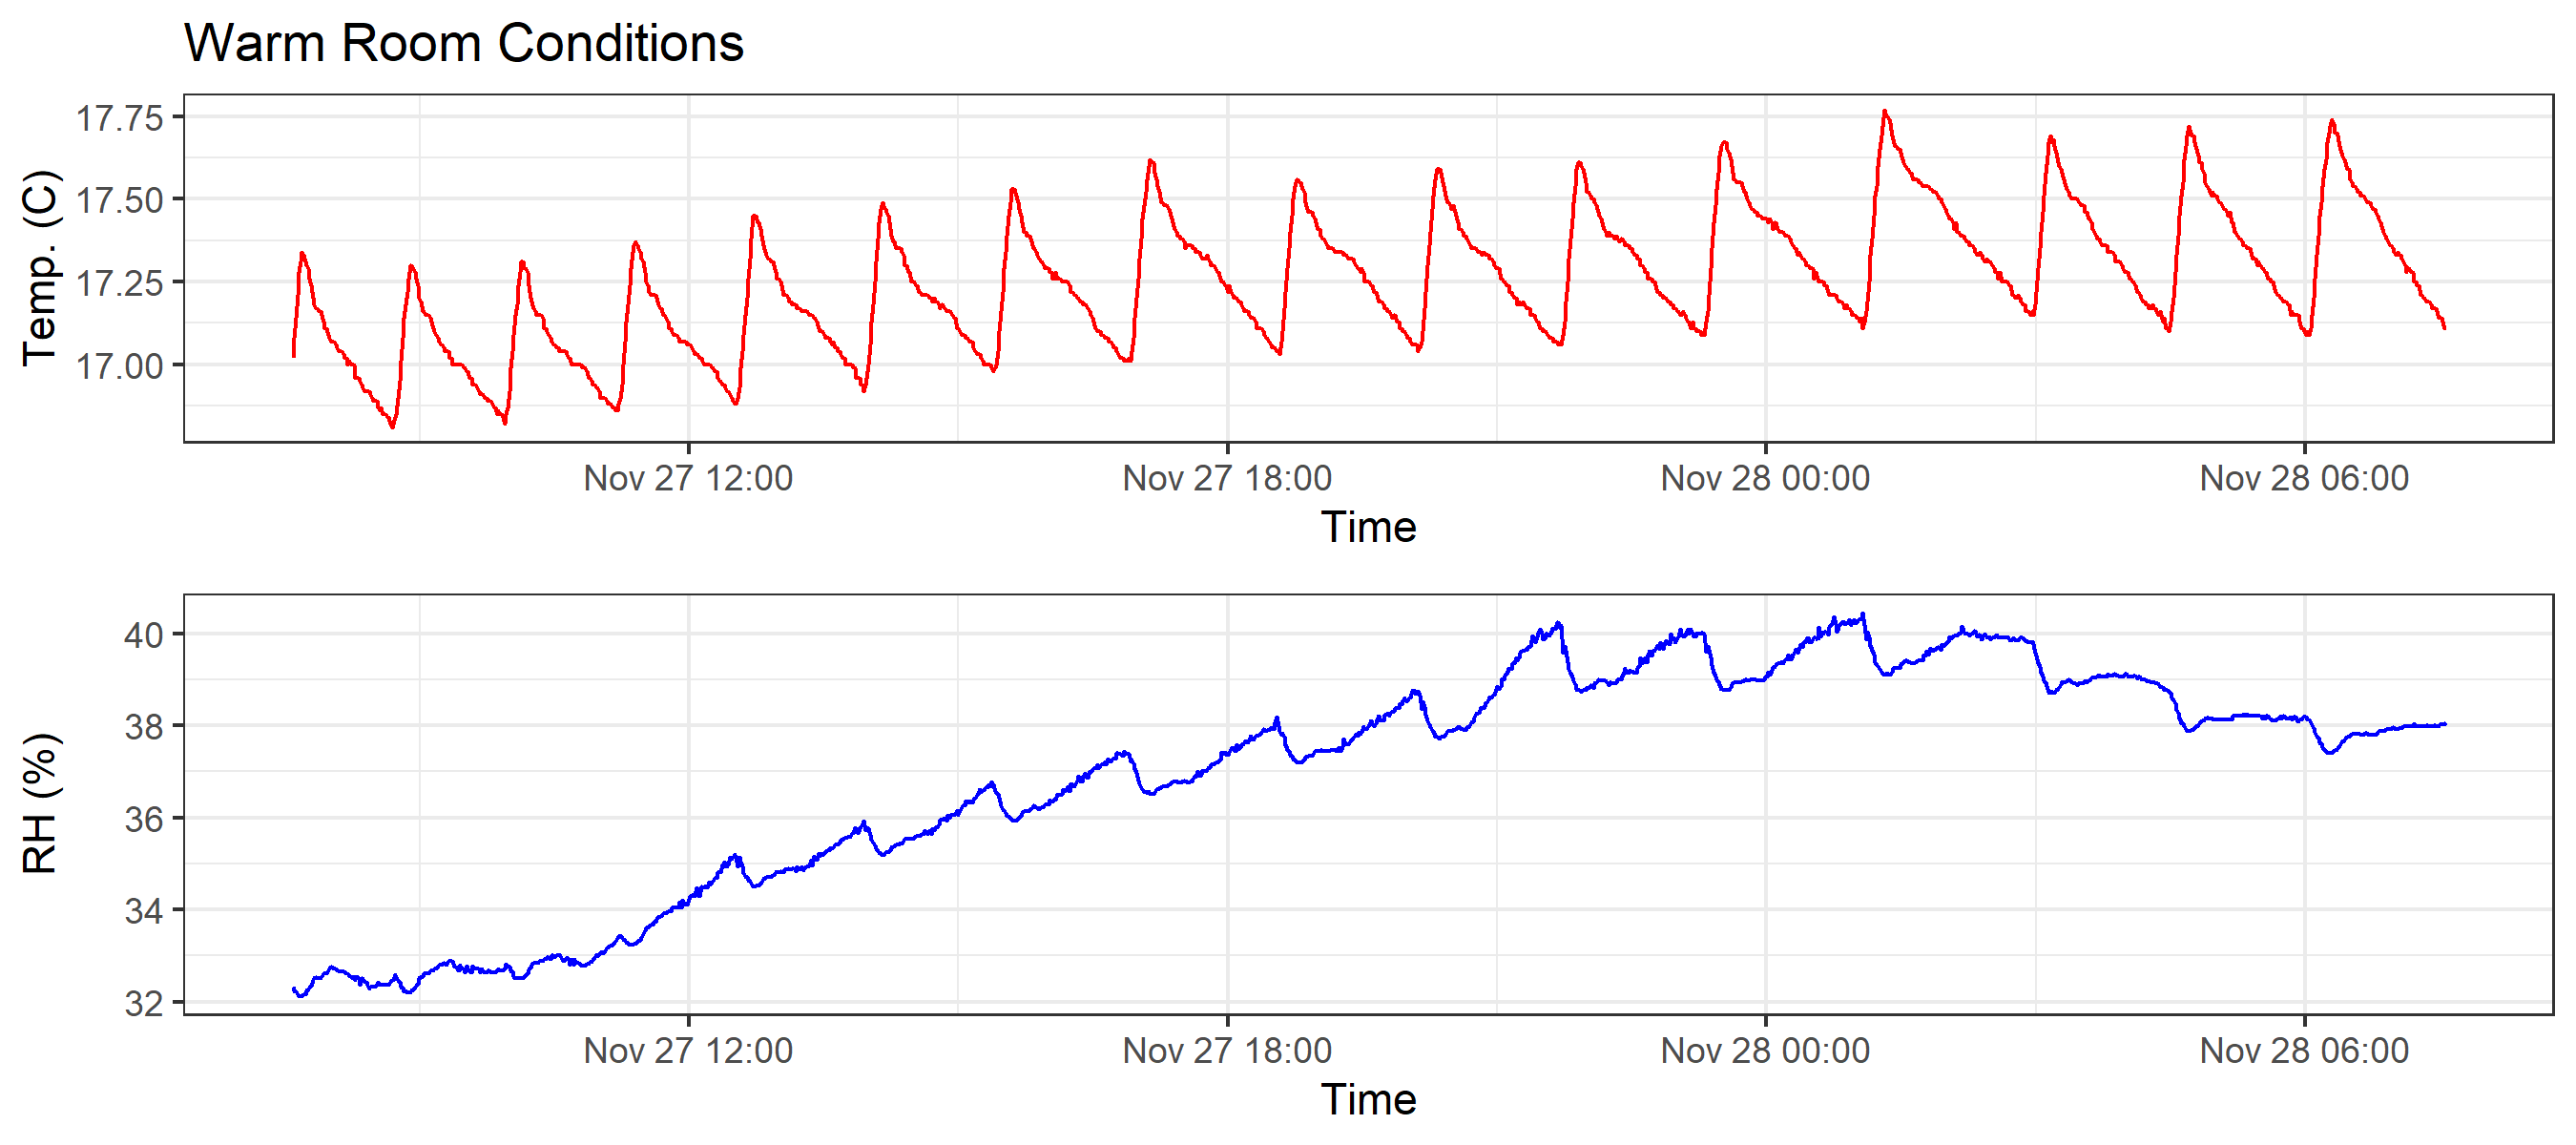 Warm Room Conditions
Temp. (C)
17.75
17.50
17.25
17.00
Nov 27 12:00 Nov 27 18:00 Nov 28 00:00 Nov 28 06:00
Time
RH (%)
40
38
36
34
32
Nov 27 12:00 Nov 27 18:00 Nov 28 00:00 Nov 28 06:00
Time